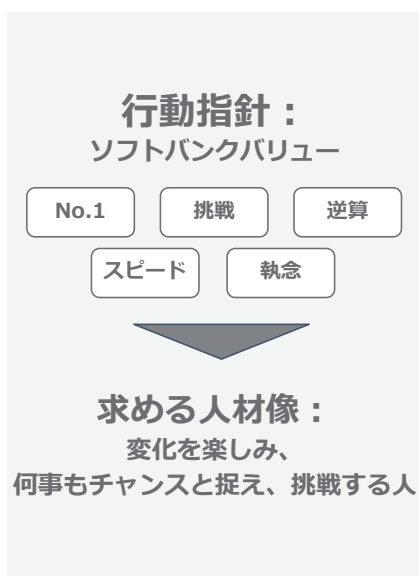 行動指針：
ソフトバンクバリュー
No.1 挑戦 逆算
スピード 執念
求める人材像：
変化を楽しみ、
何事もチャンスと捉え、挑戦する人